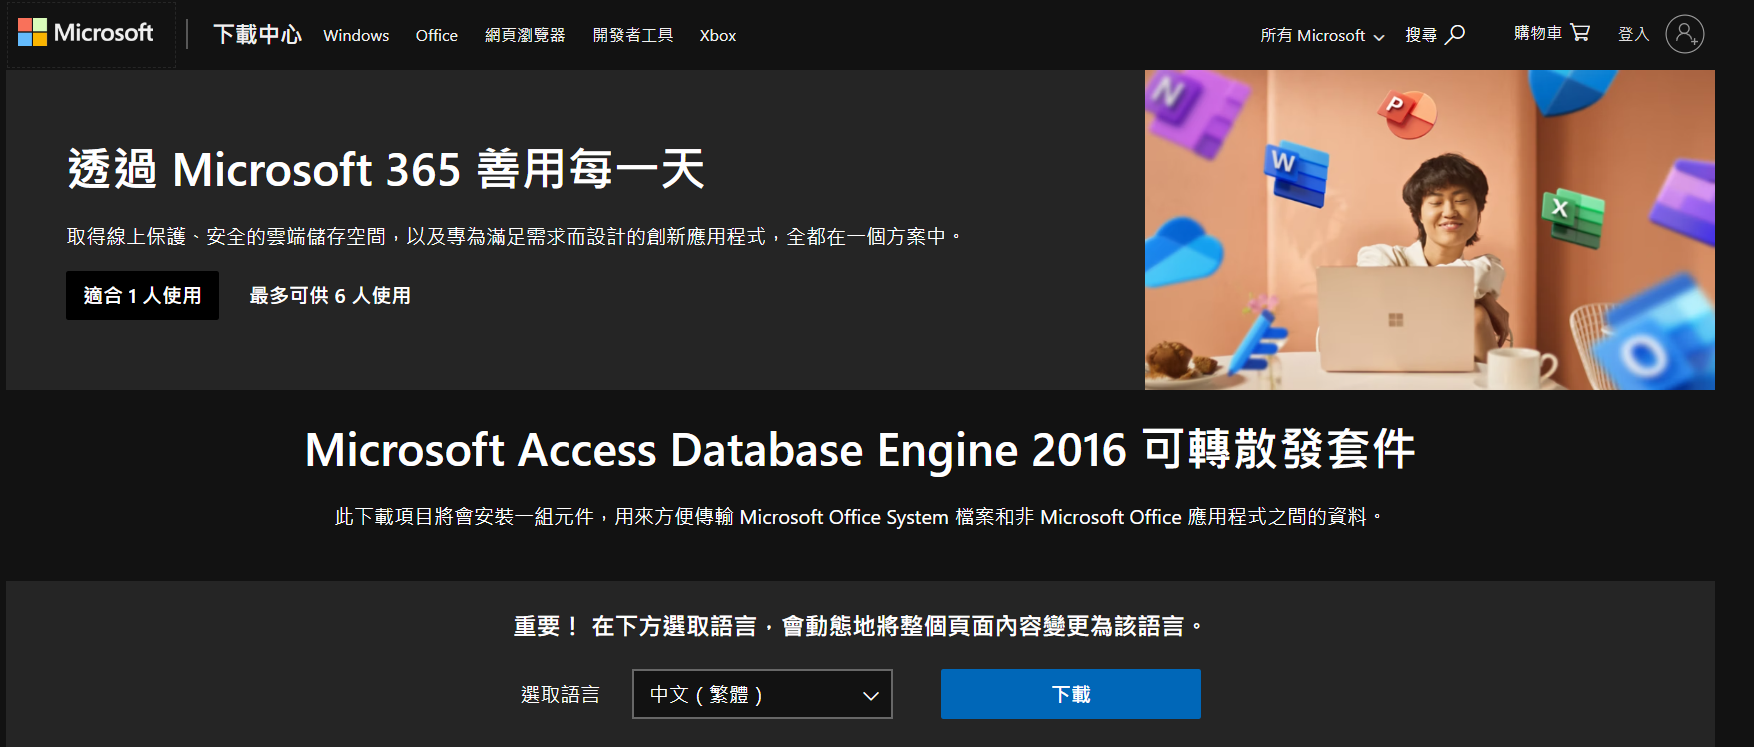 Microsoft
下載中心
Windows
Office
網頁瀏覽器
開發者工具
Xbox
所有 Microsoft
搜尋
購物車
登入
透過 Microsoft 365 善用每一天
取得線上保護、安全的雲端儲存空間，以及專為滿足需求而設計的創新應用程式，全都在一個方案中。
適合 1 人使用
最多可供 6 人使用
N
P
W
X
O
Microsoft Access Database Engine 2016 可轉散發套件
此下載項目將會安裝一組元件，用來方便傳輸 Microsoft Office System 檔案和非 Microsoft Office 應用程式之間的資料。
重要！ 在下方選取語言，會動態地將整個頁面內容變更為該語言。
選取語言
中文（繁體）
下載